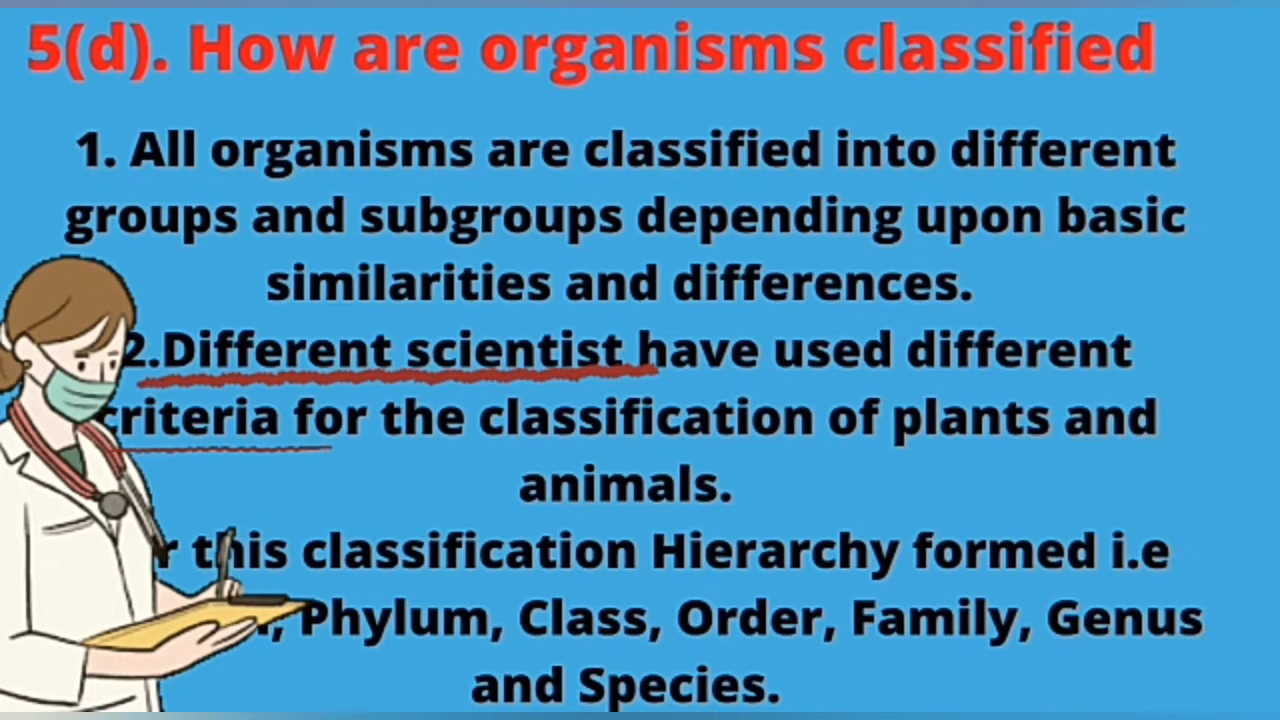 5(d). How are organisms classified
1. All organisms are classified into different
groups and subgroups depending upon basic
similarities and differences.
2.Different scientist have used different
criteria for the classification of plants and
animals.
this classification Hierarchy formed i.e
Phylum, Class, Order, Family, Genus
and Species.